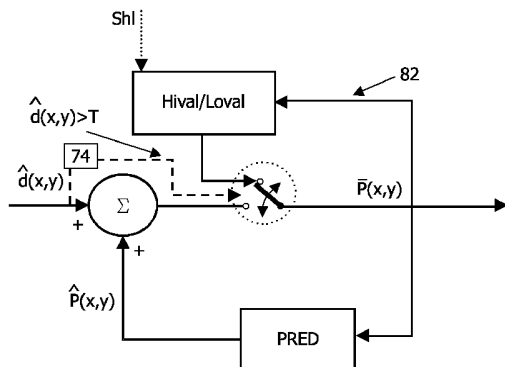 Shl
82
Hival/Loval
d̂(x,y)>T
74
d̂(x,y)
Σ
P̄(x,y)
+
+
P̂(x,y)
PRED